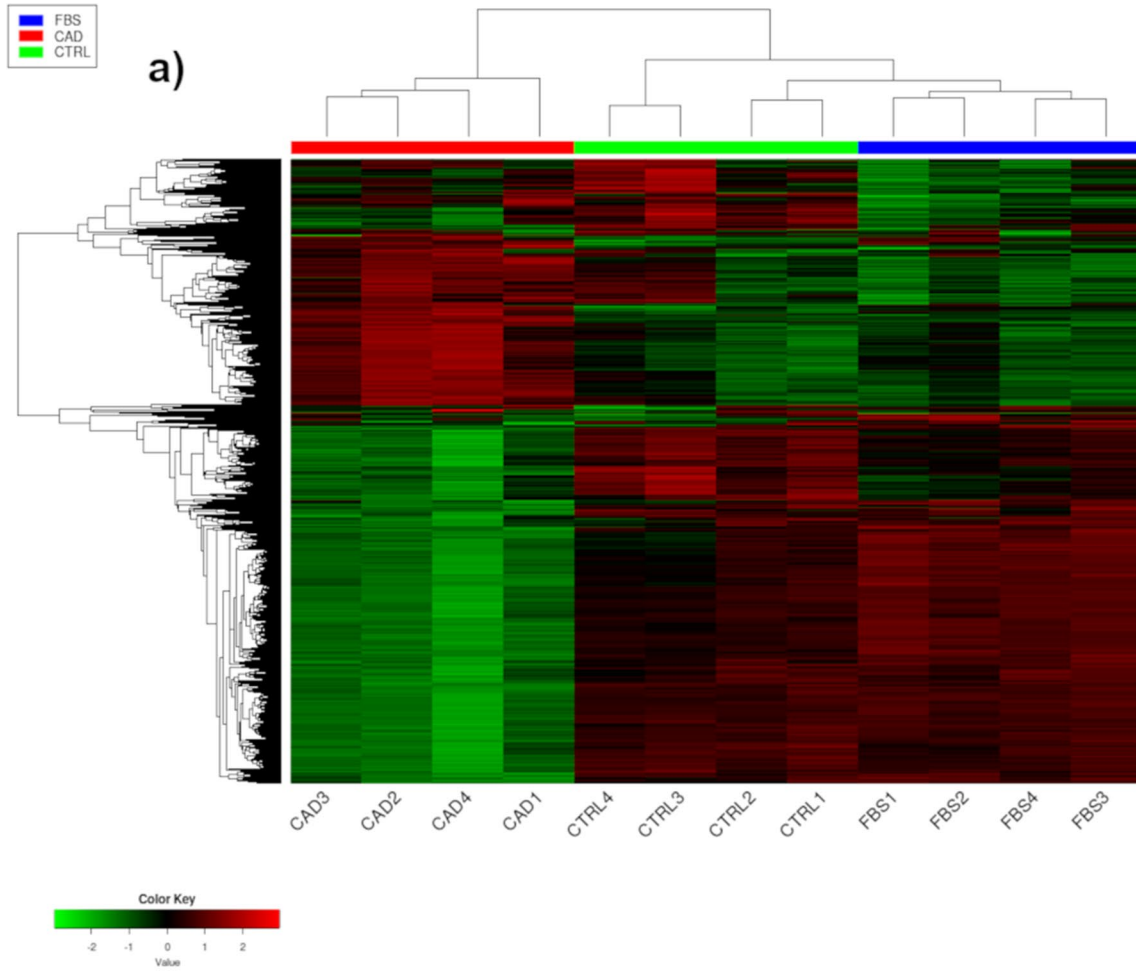 FBS
CAD
CTRL
a)
CAD3 CAD2 CAD4 CAD1 CTRL4 CTRL3 CTRL2 CTRL1 FBS1 FBS2 FBS4 FBS3
Color Key
-2 -1 0 1 2
Value